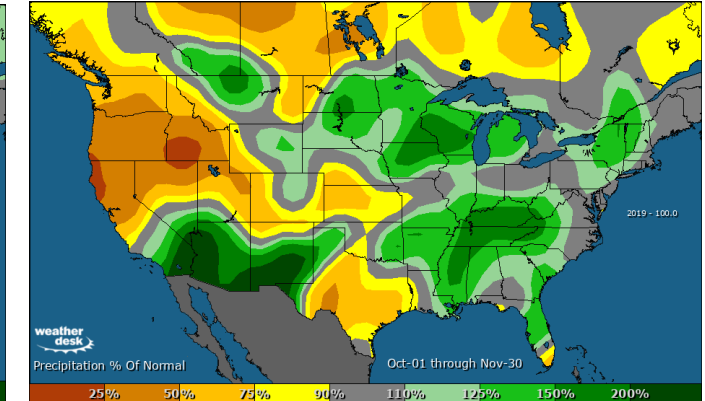 2019 - 100.0
weather
desk
Precipitation % Of Normal
Oct-01 through Nov-30
25% 50% 75% 90% 110% 125% 150% 200%